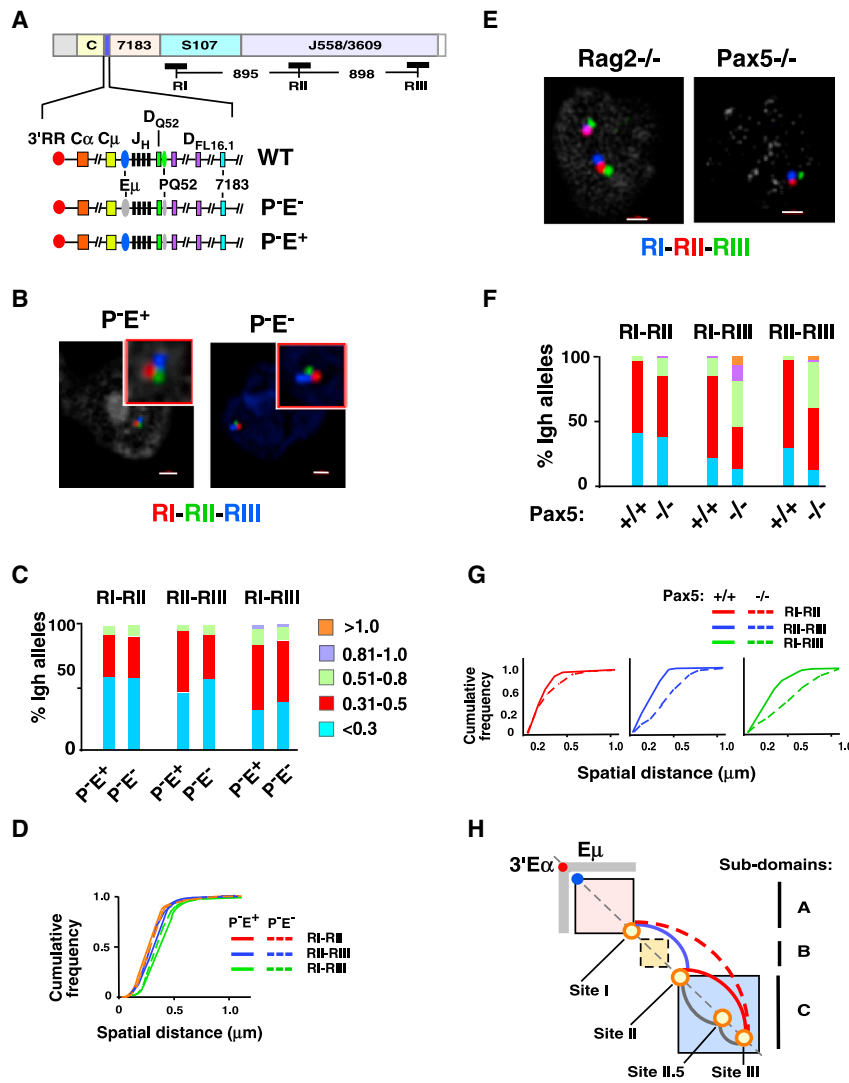 A
C
7183
S107
J558/3609
895
898
RI
RII
RIII
3'RR
Cα
Cμ
J_H
D_Q52
D_FL16.1
WT
Eμ
PQ52
7183
P⁻E⁻
P⁻E⁺
B
P⁻E⁺
P⁻E⁻
RI-RII-RIII
C
RI-RII
RII-RIII
RI-RIII
% Igh alleles
100
50
0
P⁻E⁺
P⁻E⁻
P⁻E⁺
P⁻E⁻
P⁻E⁺
P⁻E⁻
>1.0
0.81-1.0
0.51-0.8
0.31-0.5
<0.3
D
Cumulative
frequency
1.0
0.5
0
0
0.5
1.0
Spatial distance (μm)
P⁻E⁺ P⁻E⁻
RI-RII
RII-RIII
RI-RIII
E
Rag2-/-
Pax5-/-
RI-RII-RIII
F
RI-RII
RI-RIII
RII-RIII
% Igh alleles
100
50
0
Pax5:
+/+
-/-
+/+
-/-
+/+
-/-
G
Pax5: +/+ -/-
RI-RII
RII-RIII
RI-RIII
Cumulative
frequency
1.0
0.6
0.2
0
0.2 0.5 1.0
0.2 0.5 1.0
0.2 0.5 1.0
Spatial distance (μm)
H
3'Eα
Eμ
Sub-domains:
A
B
C
Site I
Site II
Site II.5
Site III